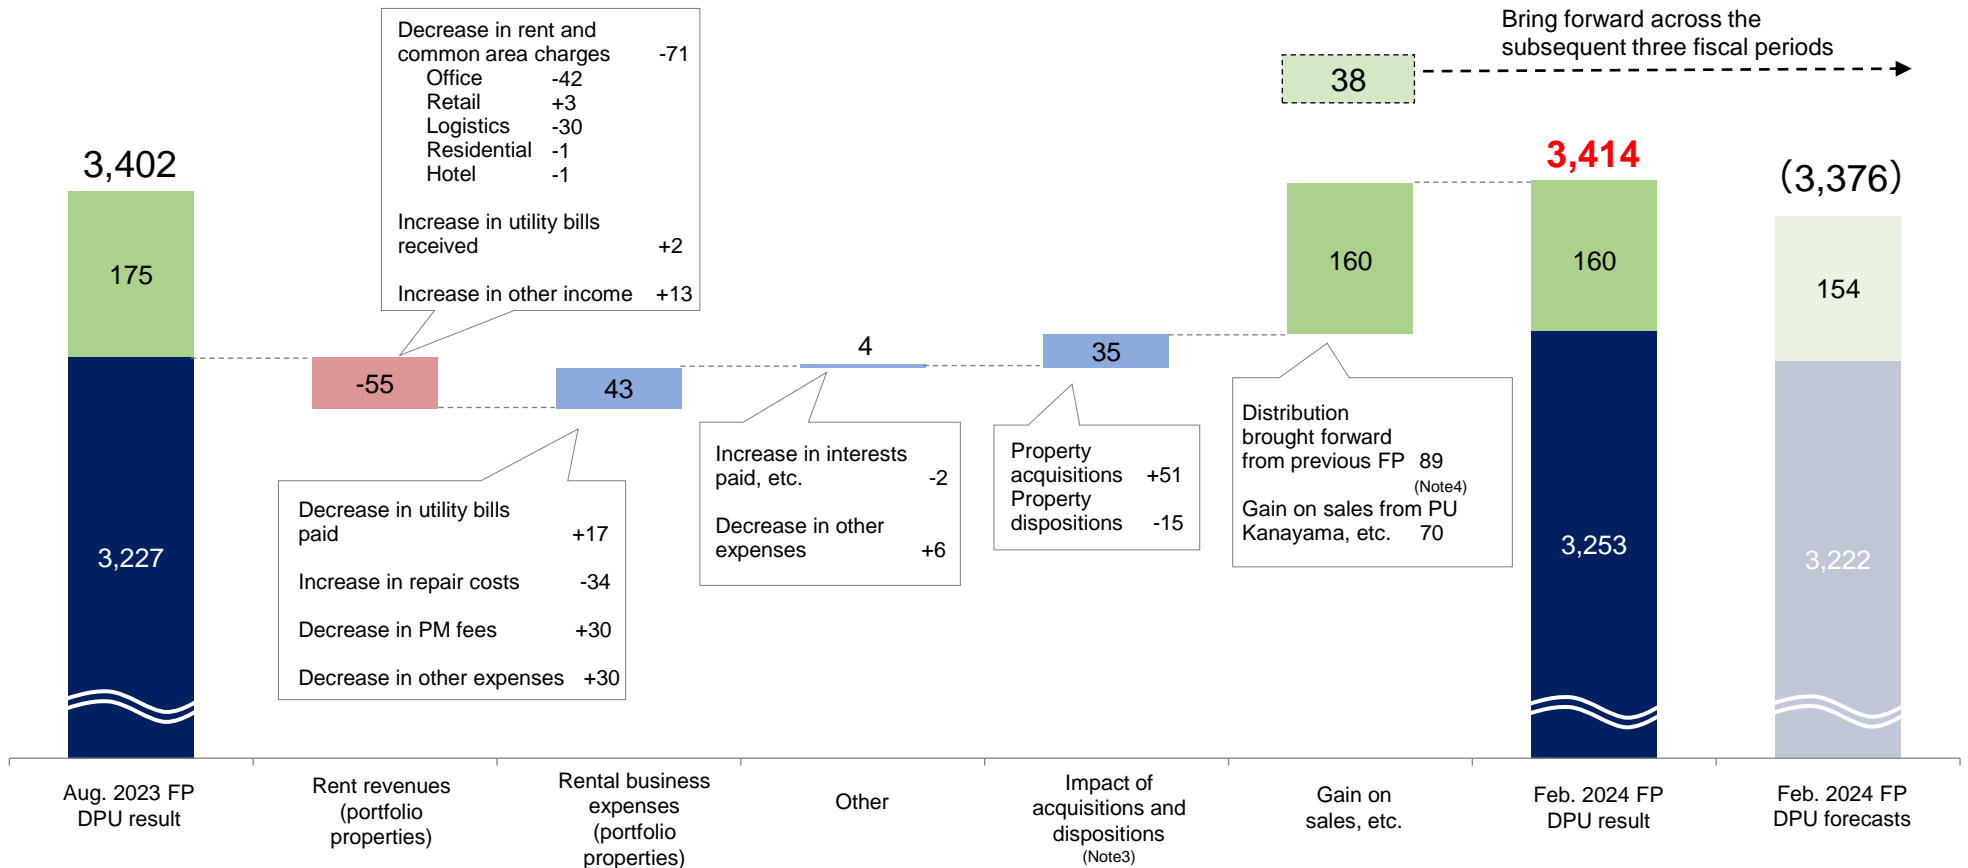 Decrease in rent and
common area charges -71
Office -42
Retail +3
Logistics -30
Residential -1
Hotel -1
Increase in utility bills
received +2
Increase in other income +13
Bring forward across the
subsequent three fiscal periods
38
3,402
175
3,227
-55
43
4
35
160
3,414
160
3,253
(3,376)
154
3,222
Decrease in utility bills
paid +17
Increase in repair costs -34
Decrease in PM fees +30
Decrease in other expenses +30
Increase in interests
paid, etc. -2
Decrease in other
expenses +6
Property
acquisitions +51
Property
dispositions -15
Distribution
brought forward
from previous FP 89
(Note4)
Gain on sales from PU
Kanayama, etc. 70
Aug. 2023 FP
DPU result
Rent revenues
(portfolio
properties)
Rental business
expenses
(portfolio
properties)
Other
Impact of
acquisitions and
dispositions
(Note3)
Gain on
sales, etc.
Feb. 2024 FP
DPU result
Feb. 2024 FP
DPU forecasts